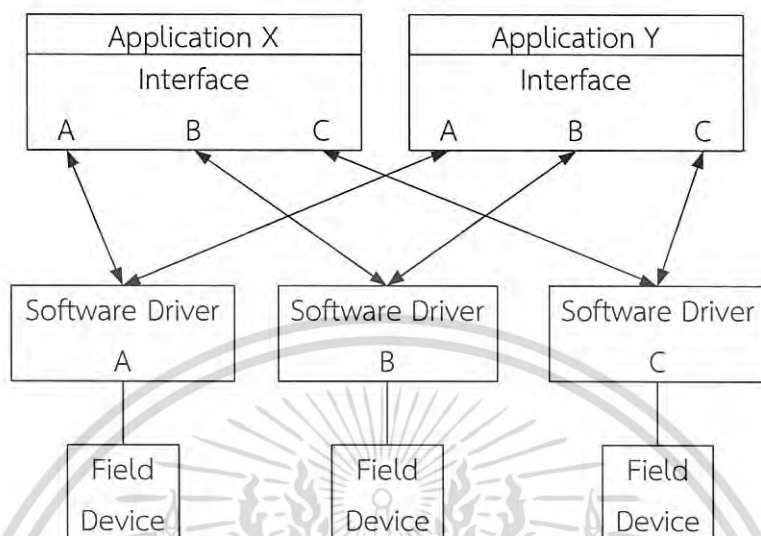 Application X
Interface
A B C
Application Y
Interface
A B C
Software Driver
A
Software Driver
B
Software Driver
C
Field
Device
Field
Device
Field
Device